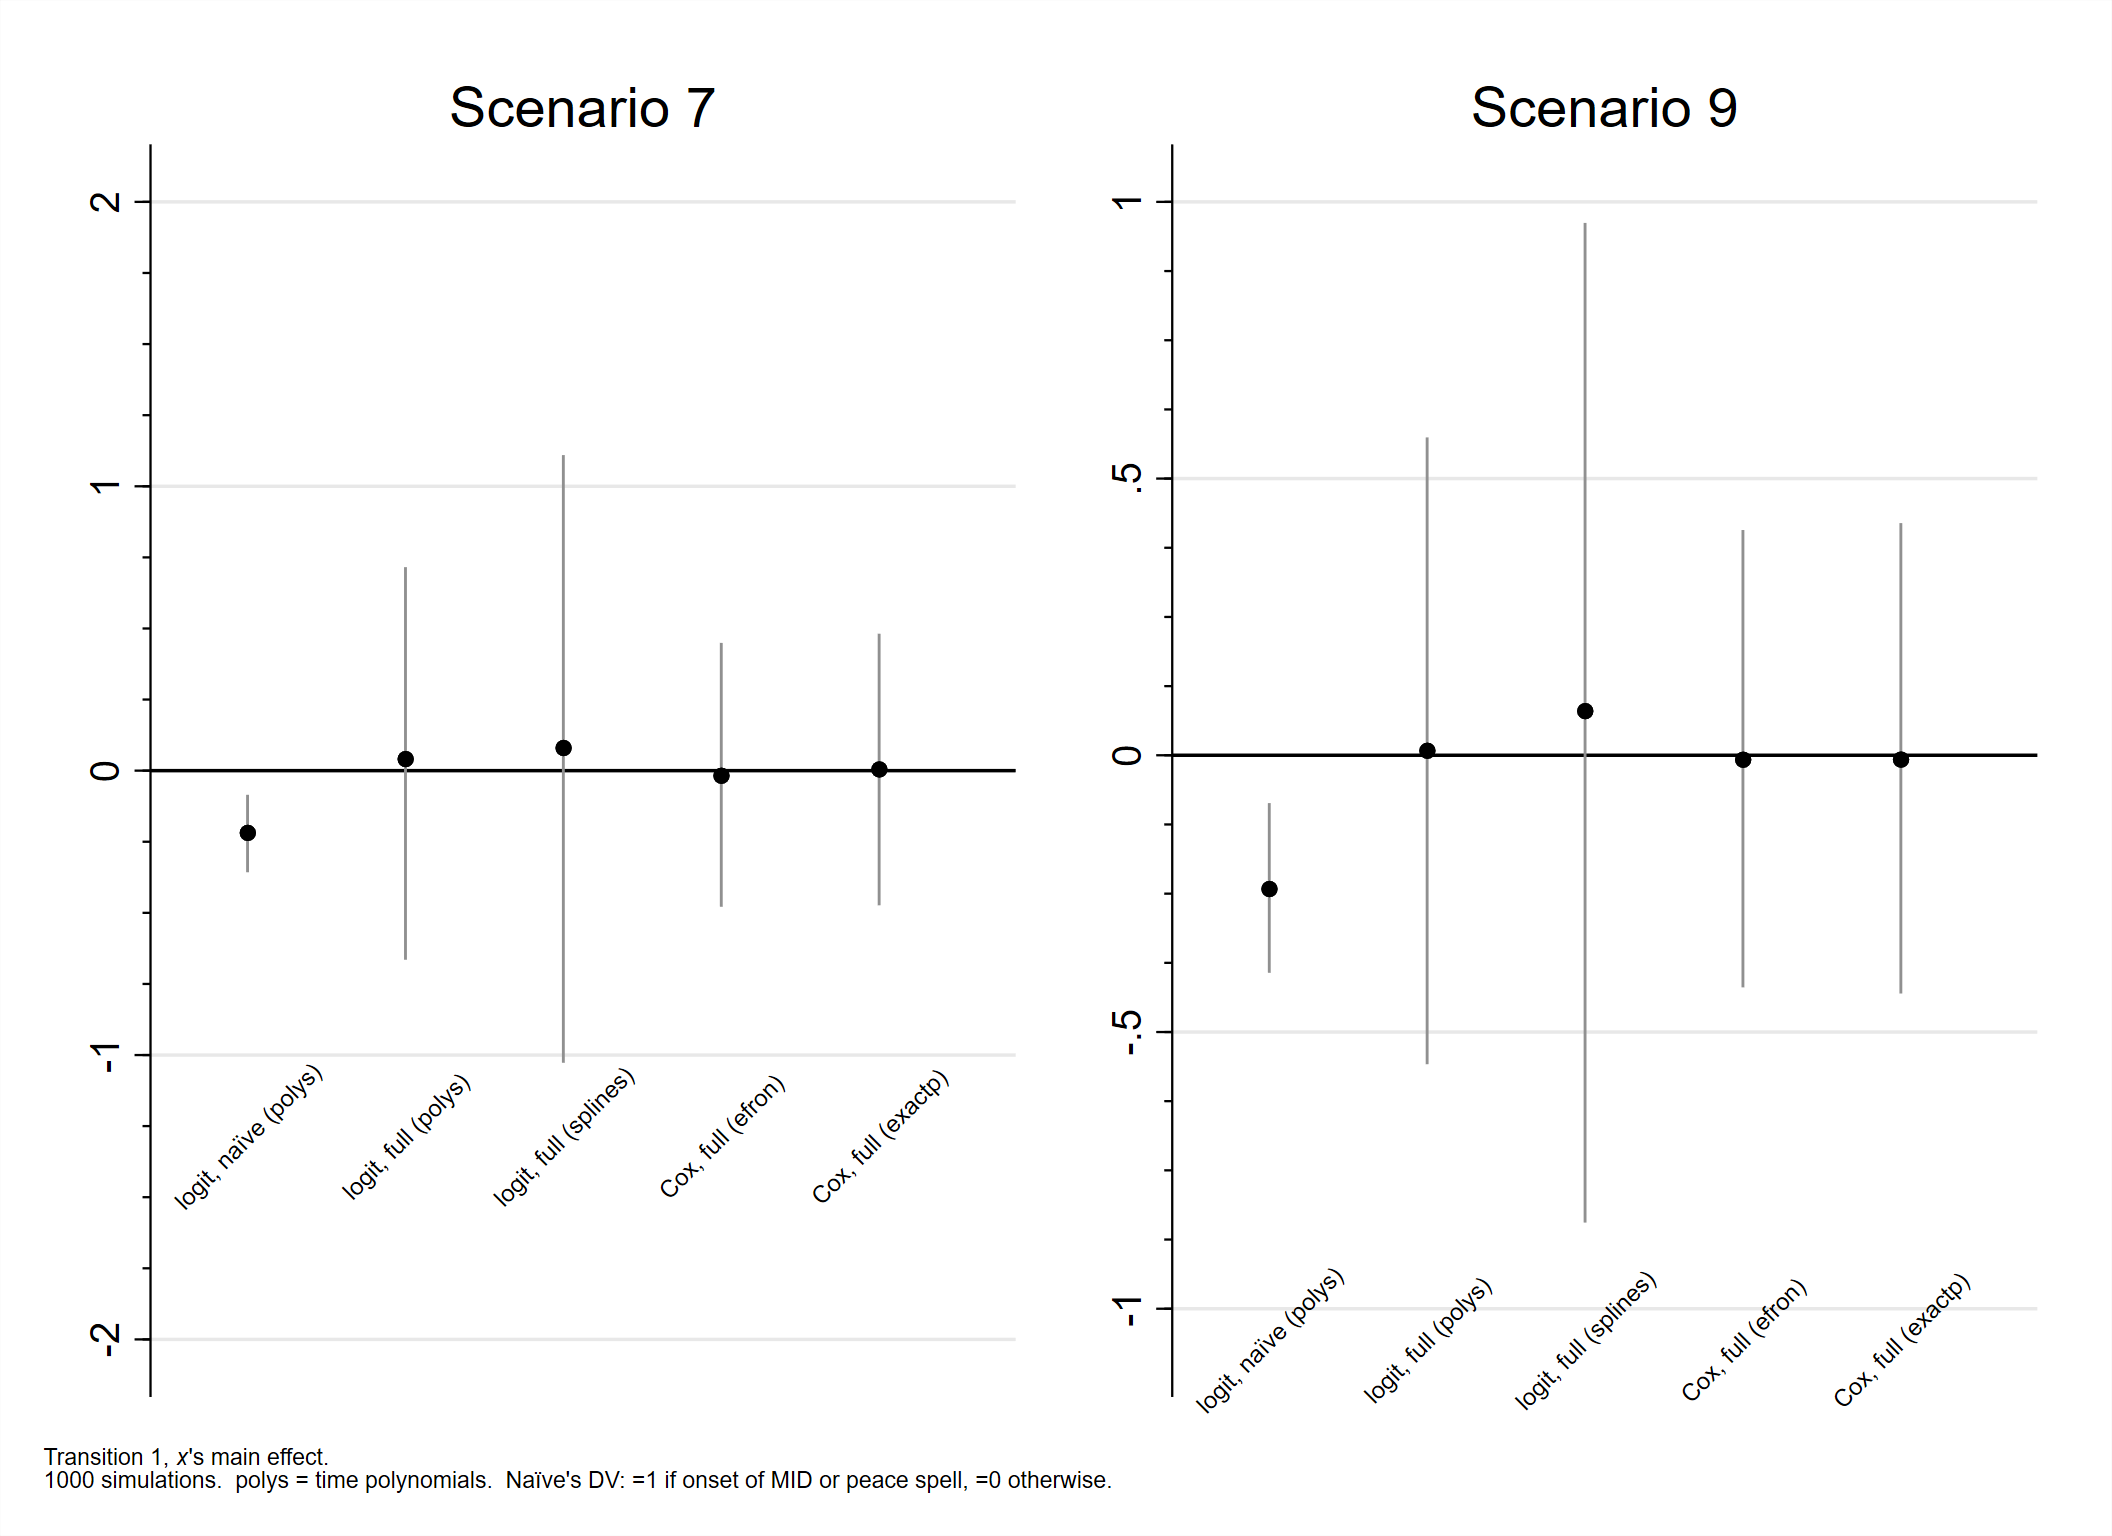 Scenario 7
2
1
0
-1
-2
logit, naïve (polys)
logit, full (polys)
logit, full (splines)
Cox, full (efron)
Cox, full (exactp)
Scenario 9
1
.5
0
-.5
-1
logit, naïve (polys)
logit, full (polys)
logit, full (splines)
Cox, full (efron)
Cox, full (exactp)
Transition 1, x's main effect.
1000 simulations.  polys = time polynomials.  Naïve's DV: =1 if onset of MID or peace spell, =0 otherwise.